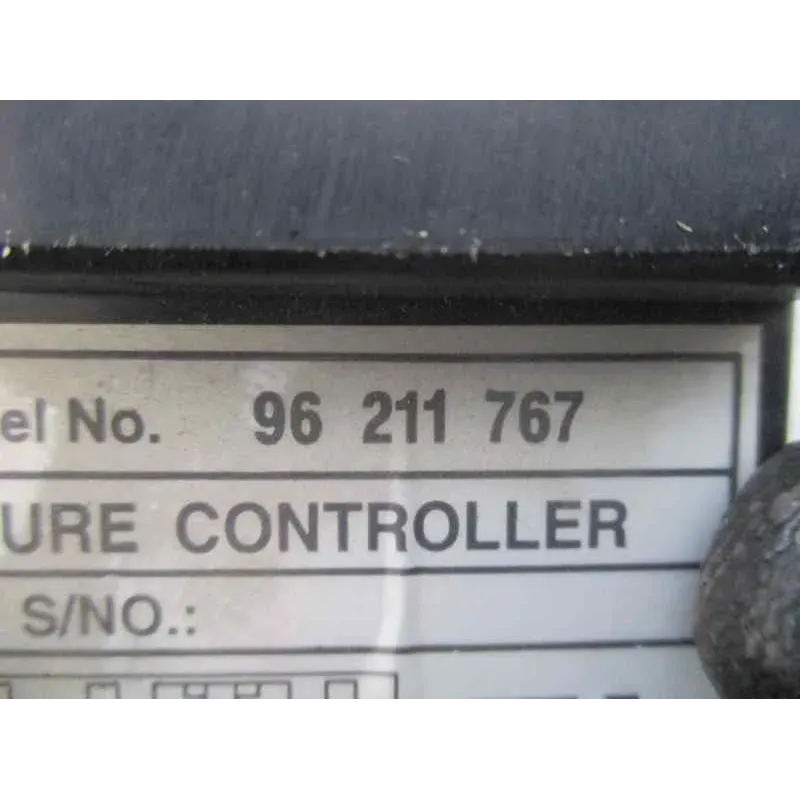 el No. 96 211 767
URE CONTROLLER
S/NO.: